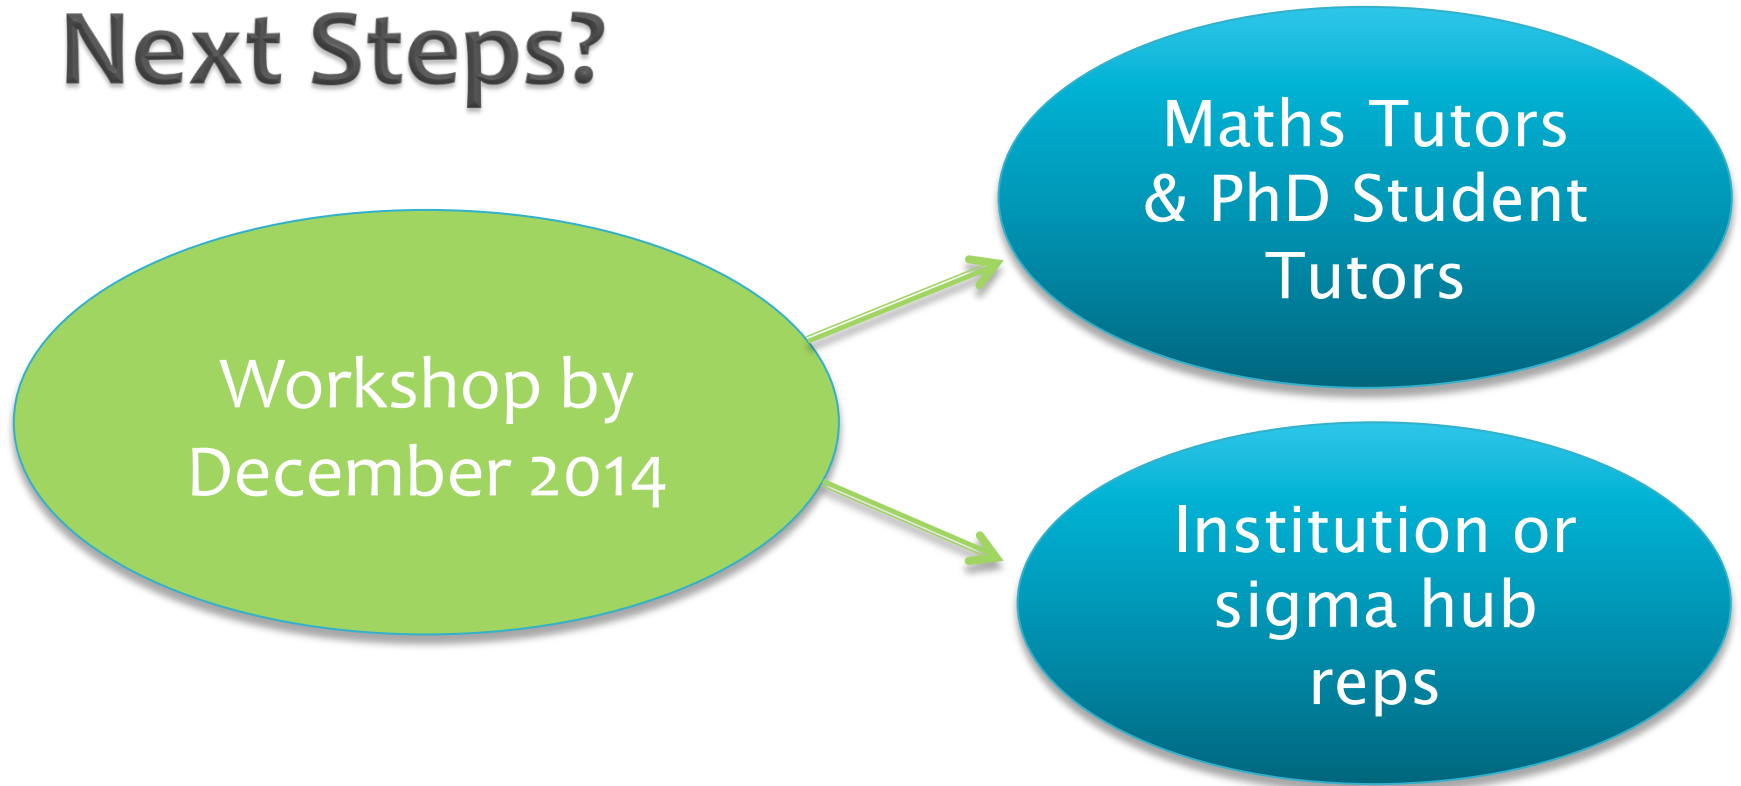 Next Steps?
Workshop by
December 2014
Maths Tutors
& PhD Student
Tutors
Institution or
sigma hub
reps